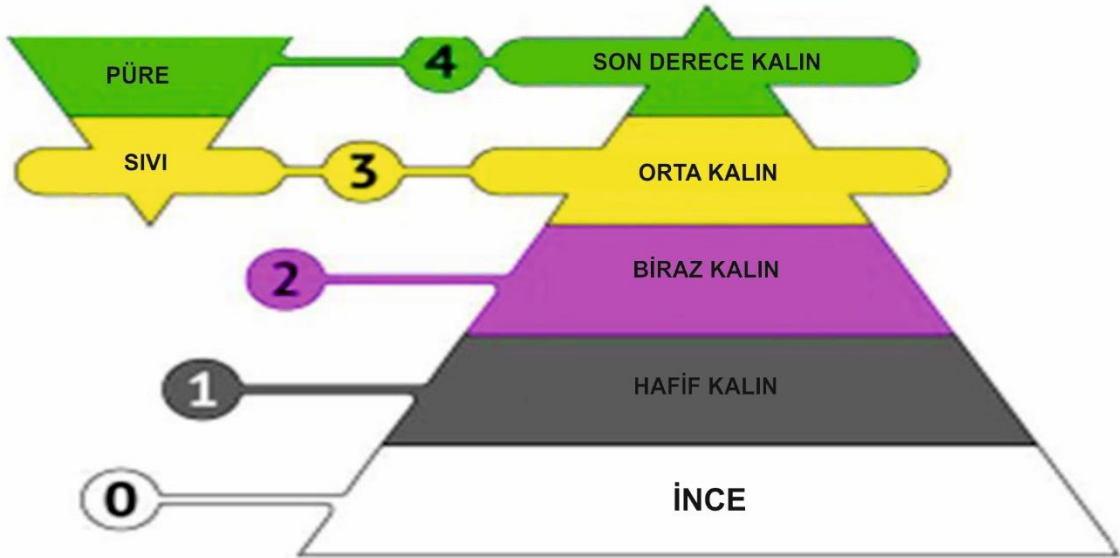 PÜRE
4
SON DERECE KALIN
SIVI
3
ORTA KALIN
2
BİRAZ KALIN
1
HAFİF KALIN
0
İNCE